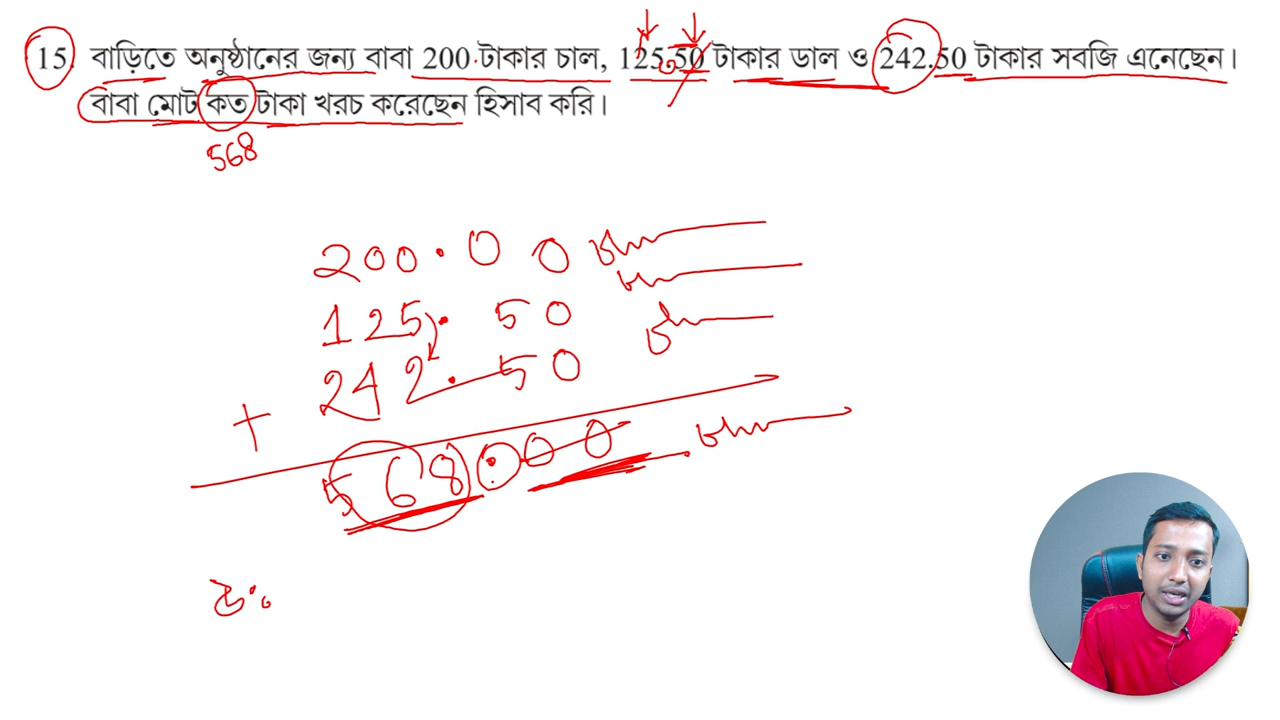 15. বাড়িতে অনুষ্ঠানের জন্য বাবা 200 টাকার চাল, 125.50 টাকার ডাল ও 242.50 টাকার সবজি এনেছেন।
বাবা মোট কত টাকা খরচ করেছেন হিসাব করি।
568
200.00
125.50
242.50
+
568.00
উঃ